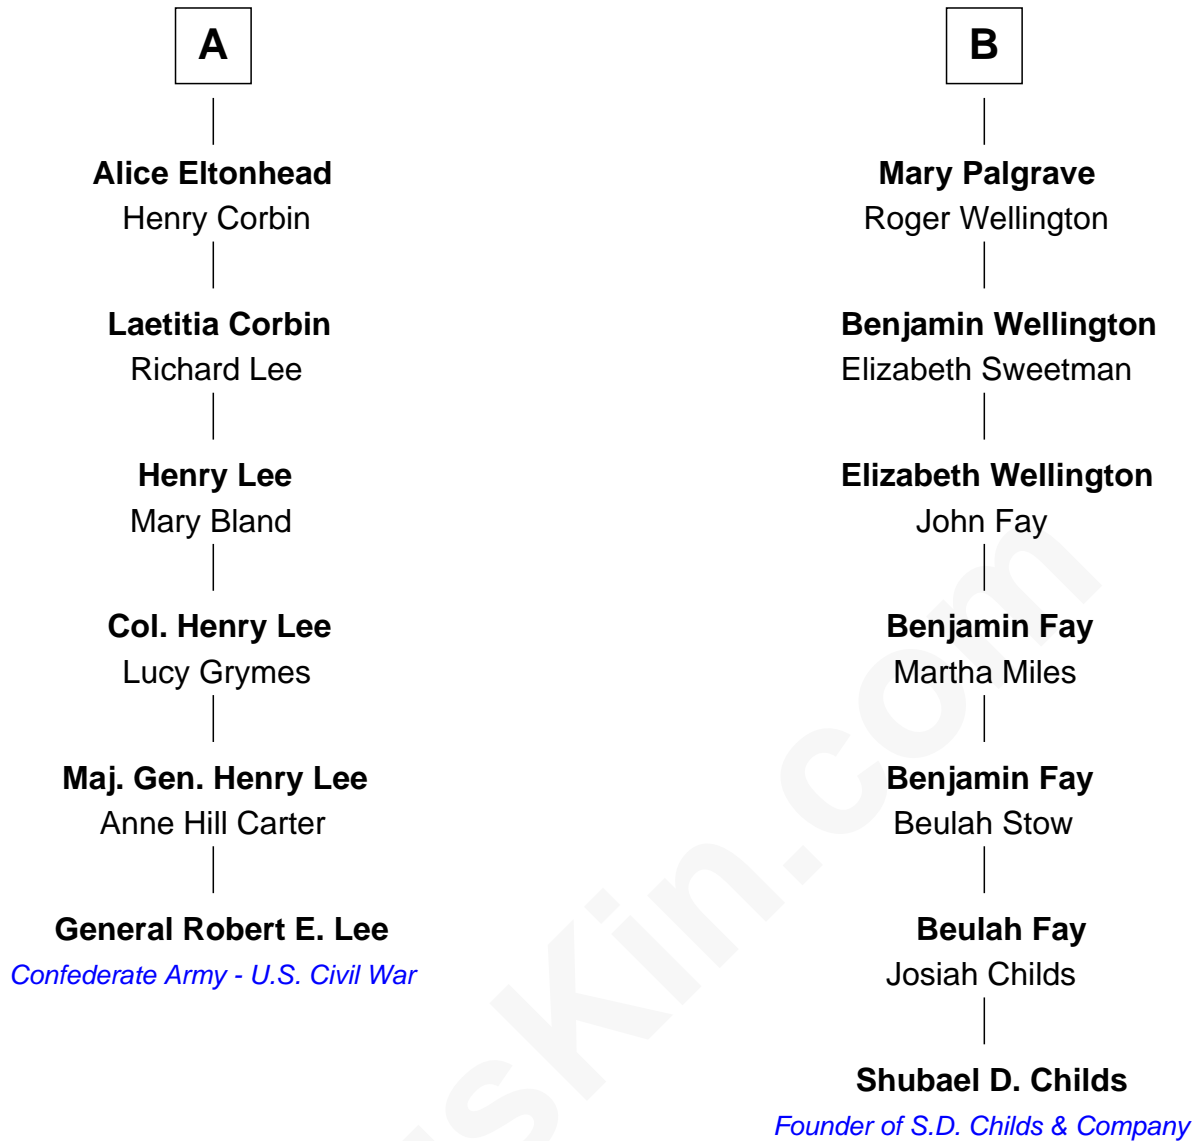 A
Alice Eltonhead
Henry Corbin
Laetitia Corbin
Richard Lee
Henry Lee
Mary Bland
Col. Henry Lee
Lucy Grymes
Maj. Gen. Henry Lee
Anne Hill Carter
General Robert E. Lee
Confederate Army - U.S. Civil War
B
Mary Palgrave
Roger Wellington
Benjamin Wellington
Elizabeth Sweetman
Elizabeth Wellington
John Fay
Benjamin Fay
Martha Miles
Benjamin Fay
Beulah Stow
Beulah Fay
Josiah Childs
Shubael D. Childs
Founder of S.D. Childs & Company